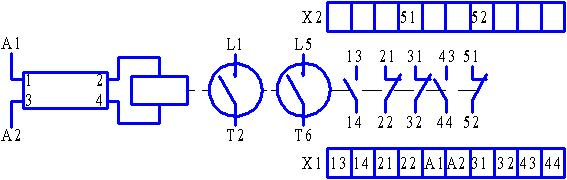 X2 51 52
A1 L1 L5 13 21 31 43 51
1 2
3 4
A2 T2 T6 14 22 32 44 52
X1 13 14 21 22 A1 A2 31 32 43 44